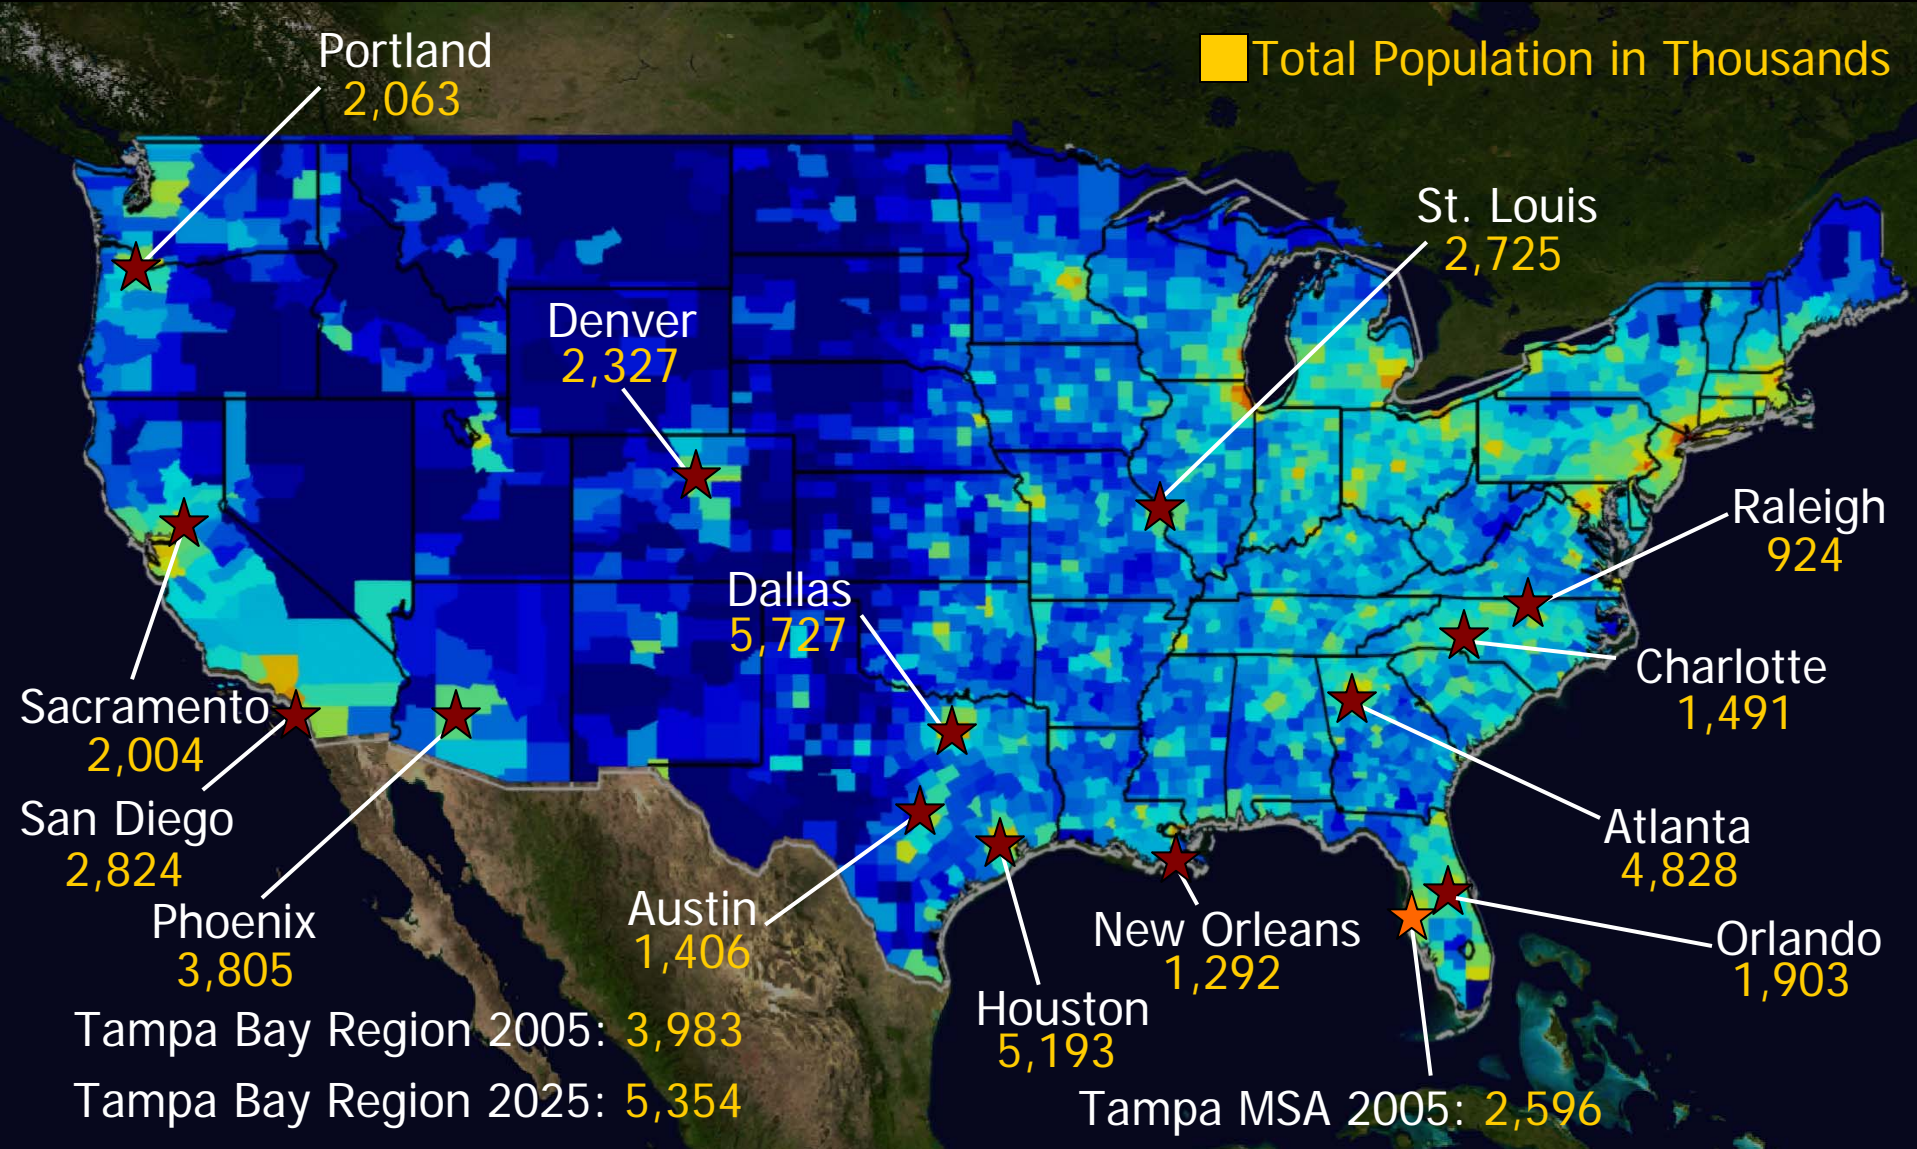 Portland
2,063
Total Population in Thousands
St. Louis
2,725
Denver
2,327
Raleigh
924
Dallas
5,727
Charlotte
1,491
Sacramento
2,004
San Diego
2,824
Atlanta
4,828
Phoenix
3,805
Austin
1,406
New Orleans
1,292
Orlando
1,903
Houston
5,193
Tampa Bay Region 2005: 3,983
Tampa Bay Region 2025: 5,354
Tampa MSA 2005: 2,596